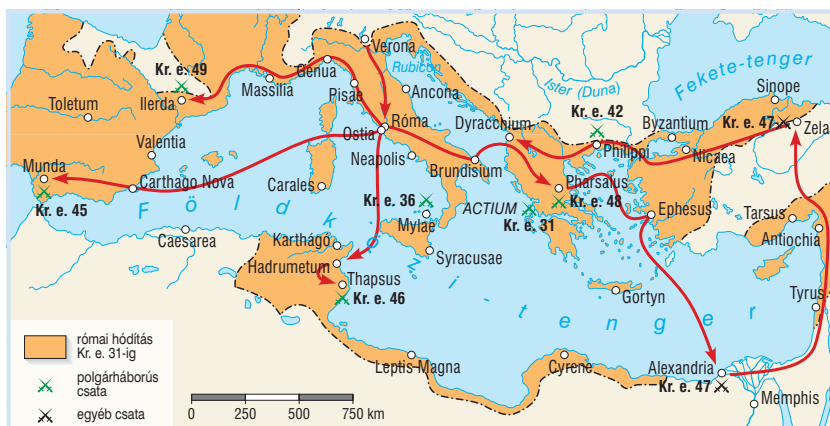 Verona
Kr. e. 49
Genua
Rubicon
Fekete-tenger
Ister (Duna)
Sinope
Toletum
Ilerda
Massilia
Pisae
Ancona
Kr. e. 42
Kr. e. 47
Zela
Róma
Ostia
Dyracchium
Byzantium
Valentia
Neapolis
Philippi
Nicaea
Munda
Brundisium
Carthago Nova
Carales
Pharsalus
Kr. e. 45
Kr. e. 36
ACTIUM
Kr. e. 48
Ephesus
Tarsus
Mylae
Kr. e. 31
Antiochia
Caesarea
Karthágó
Syracusae
Hadrumetum
Thapsus
Kr. e. 46
Gortyn
Tyrus
Földközi-tenger
Leptis Magna
Cyrene
Alexandria
Kr. e. 47
Memphis
római hódítás
Kr. e. 31-ig
polgárháborús
csata
egyéb csata
0 250 500 750 km